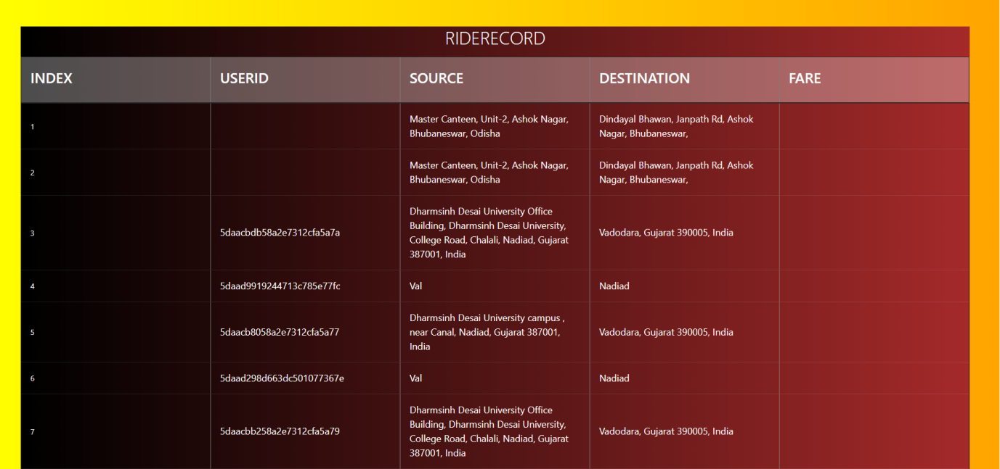 RIDERECORD
INDEX USERID SOURCE DESTINATION FARE
1
Master Canteen, Unit-2, Ashok Nagar,
Bhubaneswar, Odisha
Dindayal Bhawan, Janpath Rd, Ashok
Nagar, Bhubaneswar,
2
Master Canteen, Unit-2, Ashok Nagar,
Bhubaneswar, Odisha
Dindayal Bhawan, Janpath Rd, Ashok
Nagar, Bhubaneswar,
3
5daacbdb58a2e7312cfa5a7a
Dharmsinh Desai University Office
Building, Dharmsinh Desai University,
College Road, Chalali, Nadiad, Gujarat
387001, India
Vadodara, Gujarat 390005, India
4
5daad9919244713c785e77fc
Val
Nadiad
5
5daacb8058a2e7312cfa5a77
Dharmsinh Desai University campus ,
near Canal, Nadiad, Gujarat 387001,
India
Vadodara, Gujarat 390005, India
6
5daad298d663dc501077367e
Val
Nadiad
7
5daacbb258a2e7312cfa5a79
Dharmsinh Desai University Office
Building, Dharmsinh Desai University,
College Road, Chalali, Nadiad, Gujarat
387001, India
Vadodara, Gujarat 390005, India